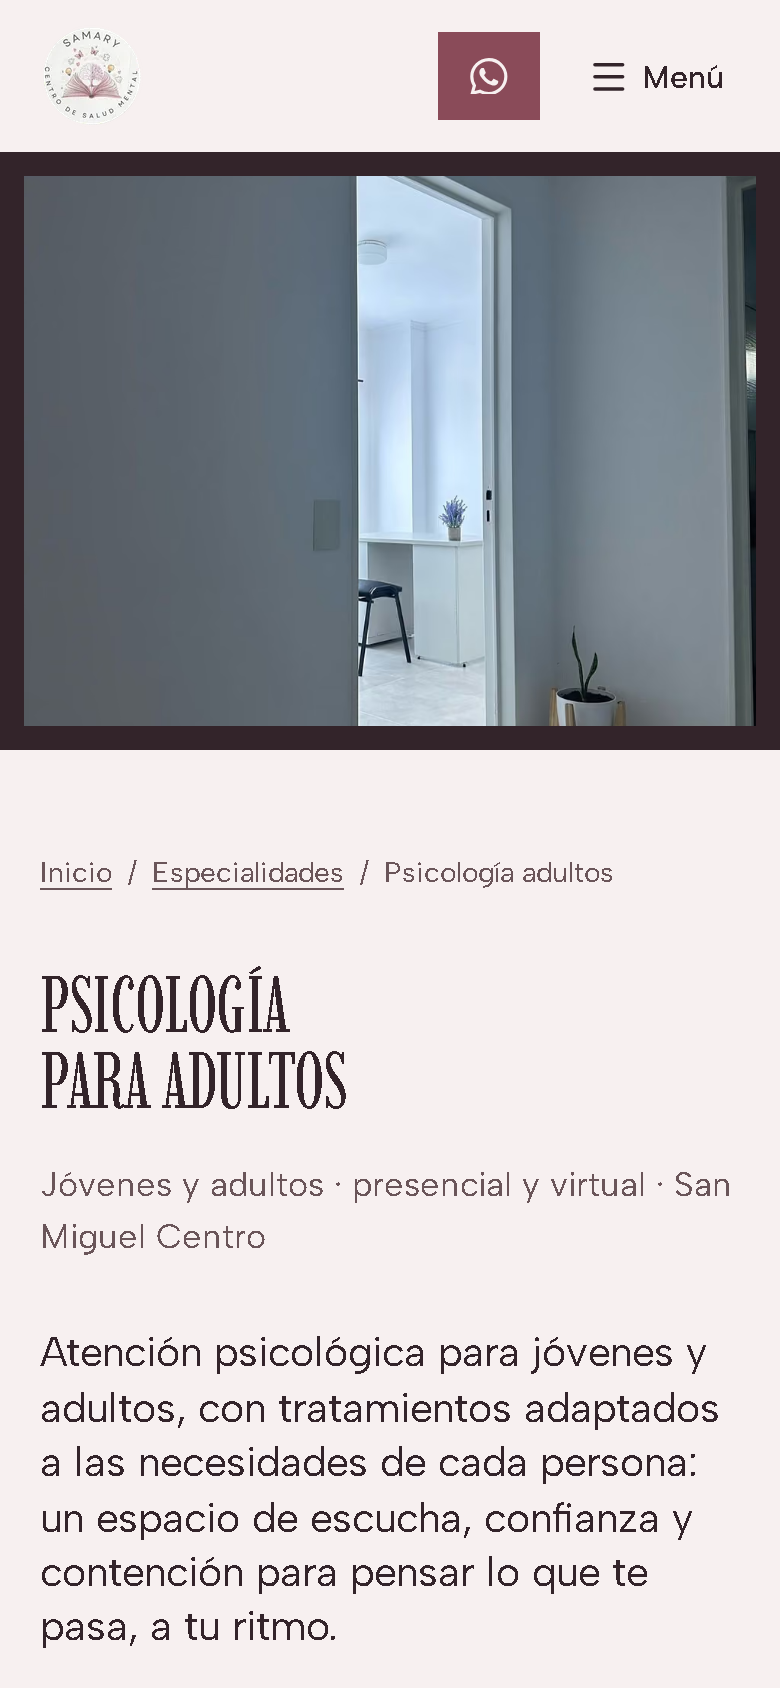 SAMARY
CENTRO DE SALUD MENTAL
Menú
Inicio / Especialidades / Psicología adultos
PSICOLOGÍA
PARA ADULTOS
Jóvenes y adultos · presencial y virtual · San
Miguel Centro
Atención psicológica para jóvenes y
adultos, con tratamientos adaptados
a las necesidades de cada persona:
un espacio de escucha, confianza y
contención para pensar lo que te
pasa, a tu ritmo.